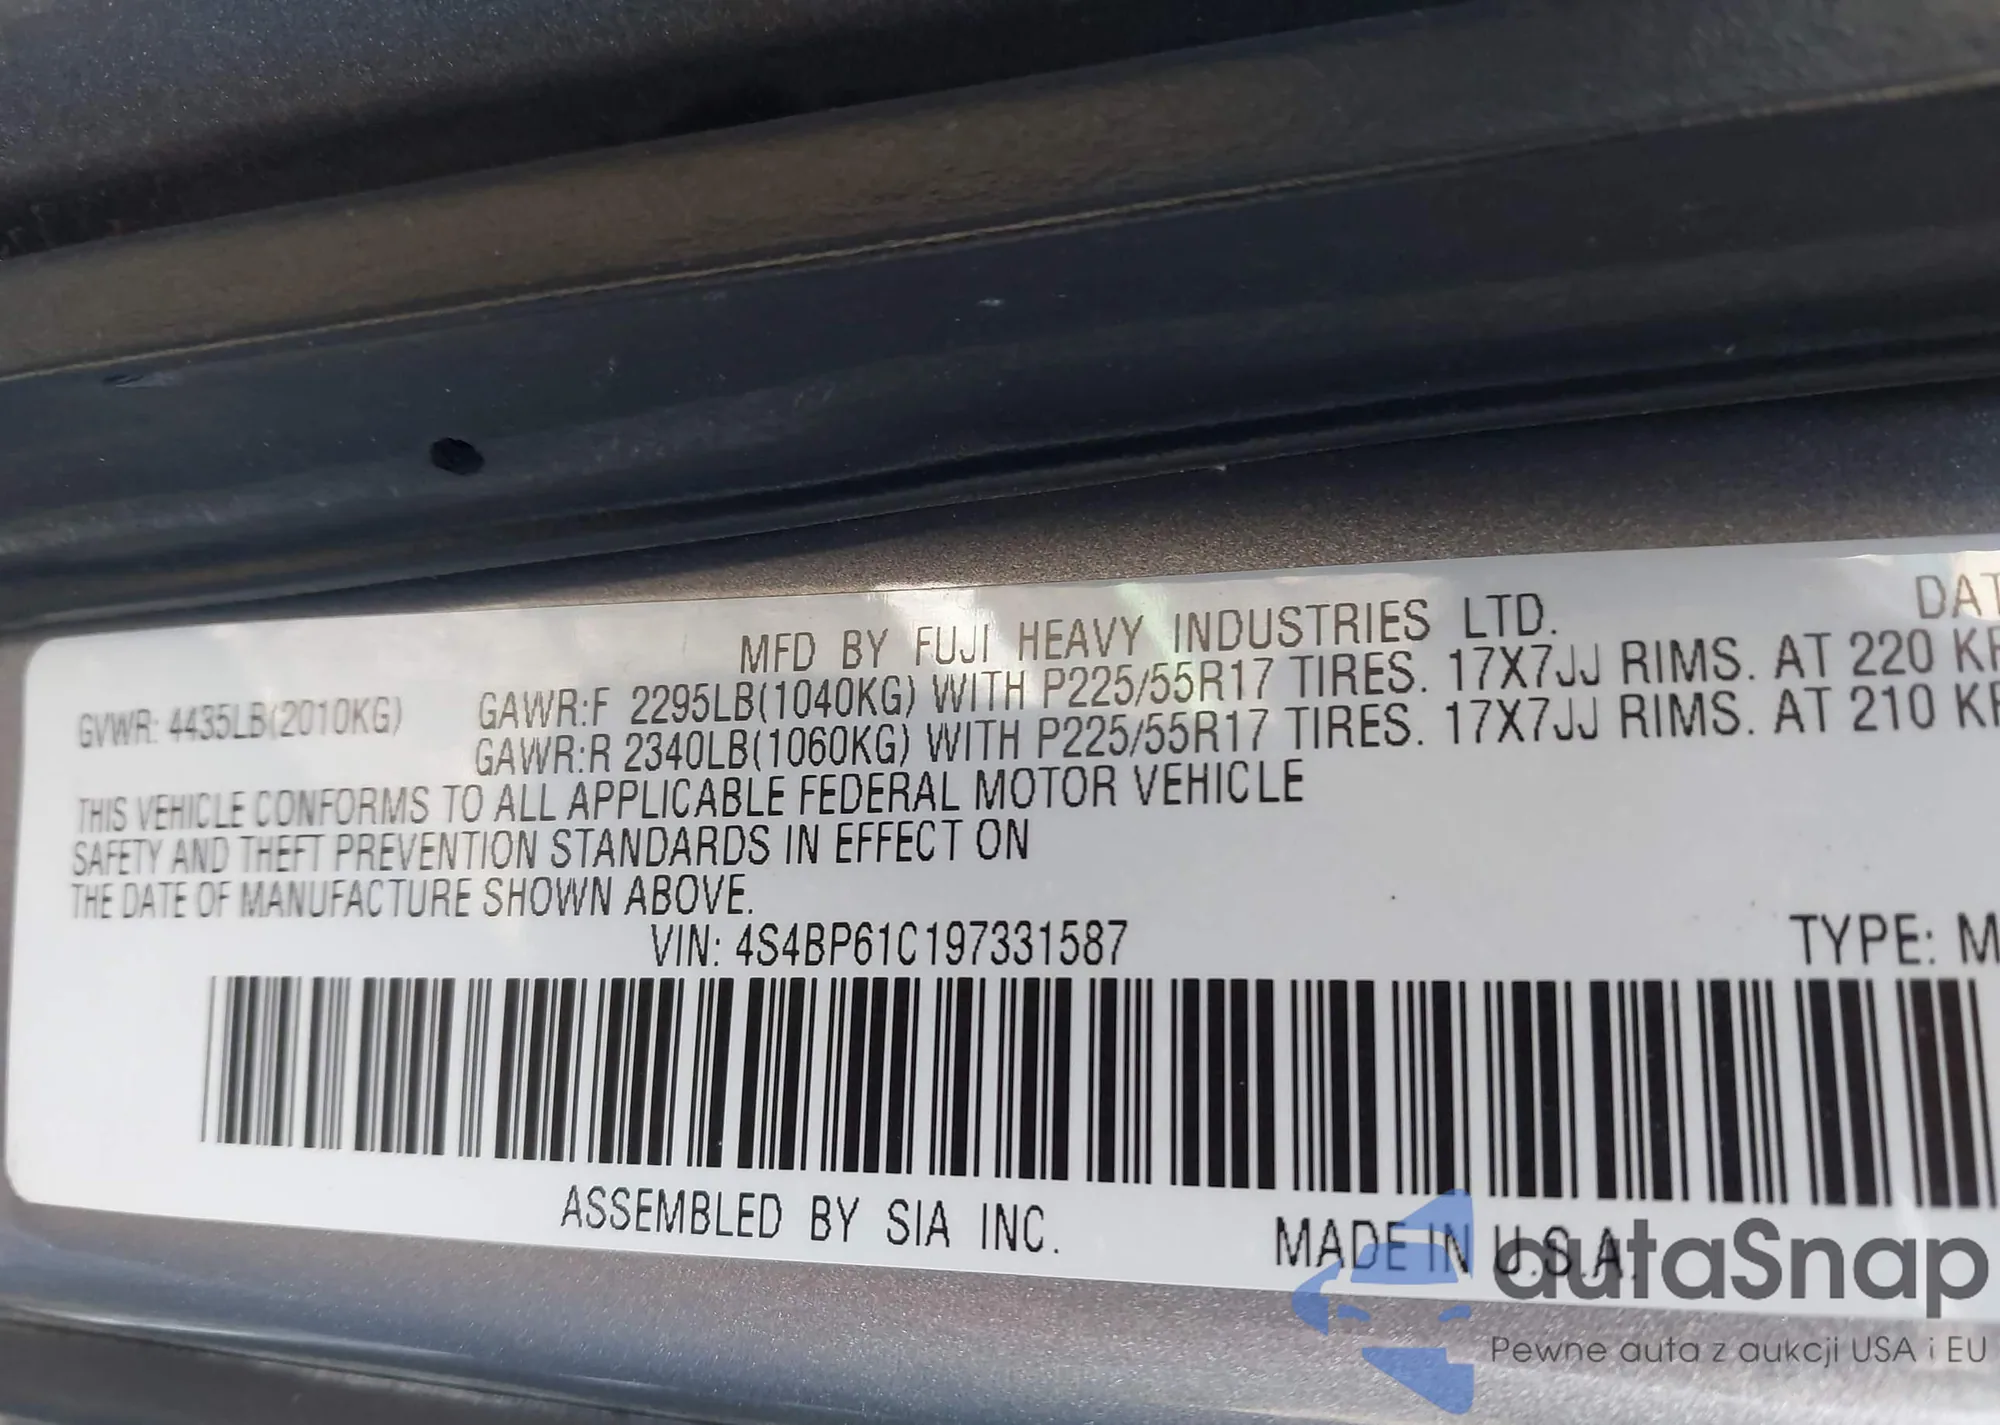 MFD BY FUJI HEAVY INDUSTRIES LTD.
GVWR: 4435LB(2010KG) GAWR:F 2295LB(1040KG) WITH P225/55R17 TIRES. 17X7JJ RIMS. AT 220
GAWR:R 2340LB(1060KG) WITH P225/55R17 TIRES. 17X7JJ RIMS. AT 210
THIS VEHICLE CONFORMS TO ALL APPLICABLE FEDERAL MOTOR VEHICLE
SAFETY AND THEFT PREVENTION STANDARDS IN EFFECT ON
THE DATE OF MANUFACTURE SHOWN ABOVE.
VIN: 4S4BP61C197331587 TYPE:
ASSEMBLED BY SIA INC. MADE IN U.S.A.
autaSnap
Pewne auta z aukcji USA i EU